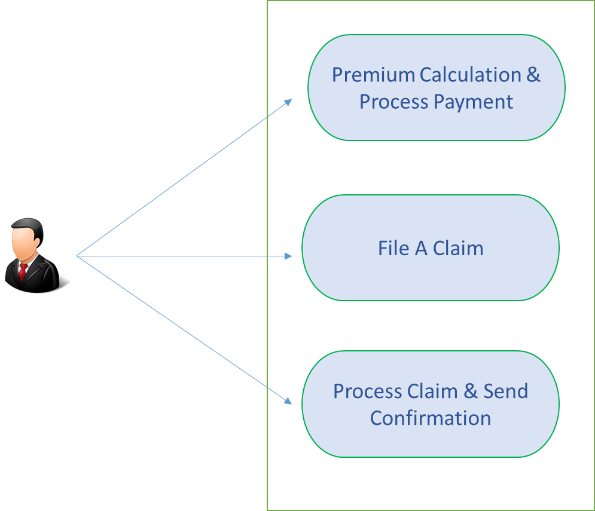 Premium Calculation &
Process Payment
File A Claim
Process Claim & Send
Confirmation